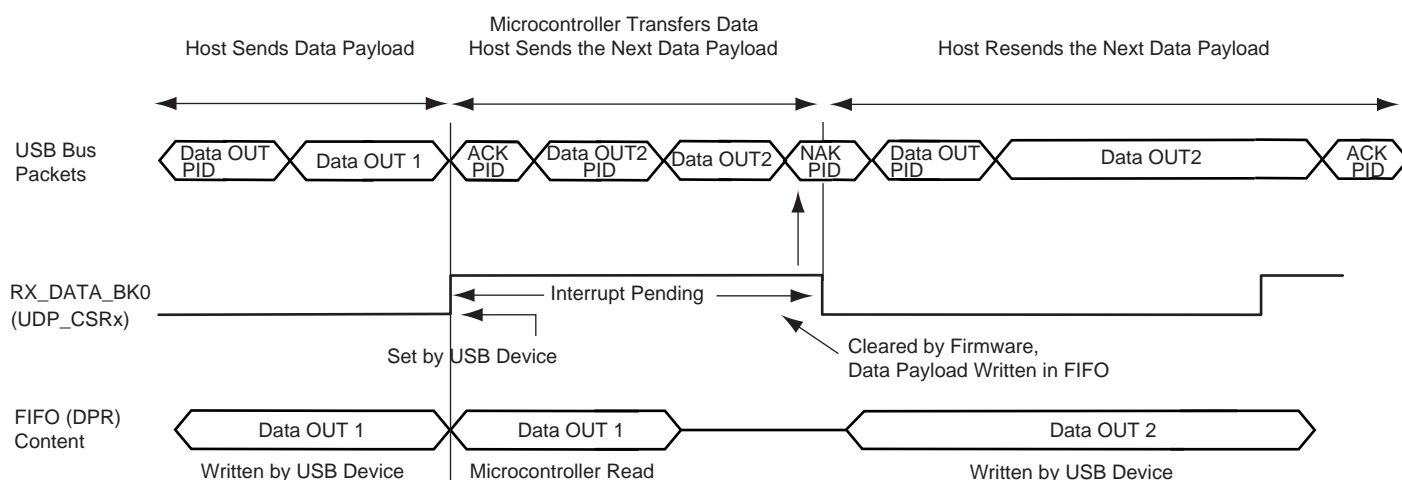 Microcontroller Transfers Data
Host Sends Data Payload
Host Sends the Next Data Payload
Host Resends the Next Data Payload
USB Bus
Packets
Data OUT
PID
Data OUT 1
ACK
PID
Data OUT2
PID
Data OUT2
NAK
PID
Data OUT
PID
Data OUT2
ACK
PID
RX_DATA_BK0
(UDP_CSRx)
Interrupt Pending
Set by USB Device
Cleared by Firmware,
Data Payload Written in FIFO
FIFO (DPR)
Content
Data OUT 1
Data OUT 1
Data OUT 2
Written by USB Device
Microcontroller Read
Written by USB Device